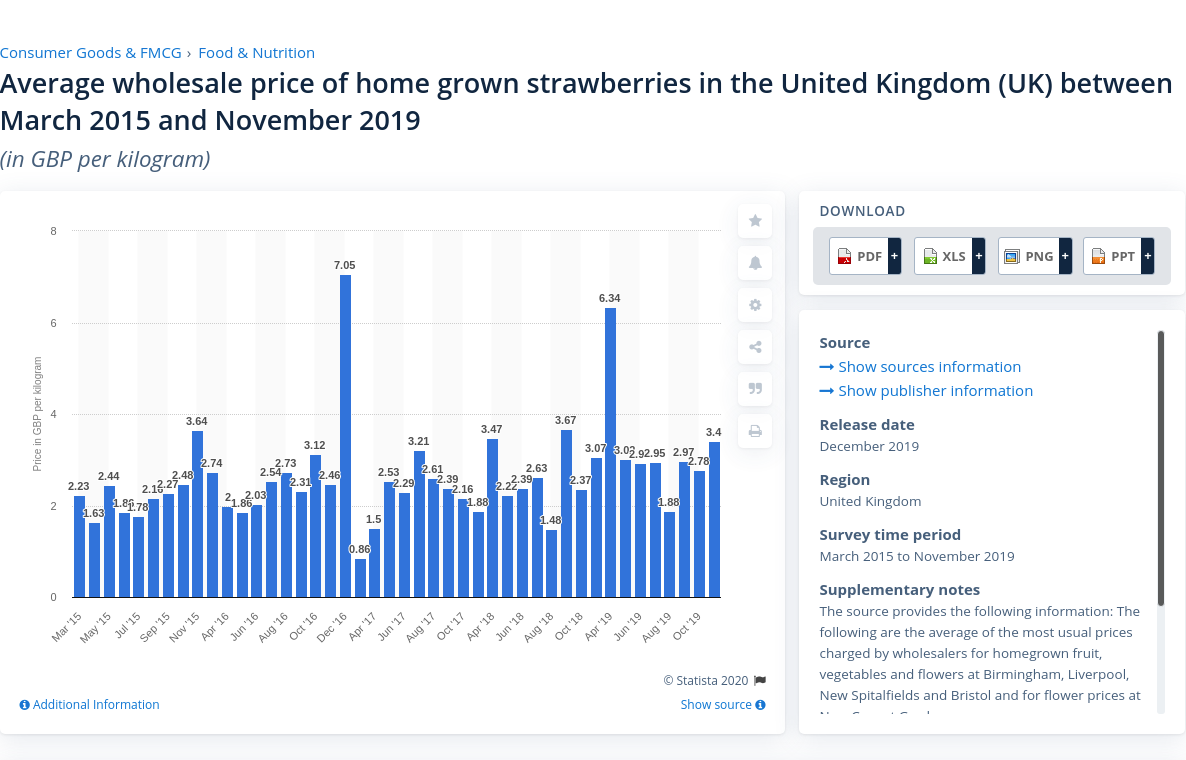 Consumer Goods & FMCG › Food & Nutrition
Average wholesale price of home grown strawberries in the United Kingdom (UK) between
March 2015 and November 2019
(in GBP per kilogram)
DOWNLOAD
PDF + XLS + PNG + PPT +
Price in GBP per kilogram
8
6
4
2
0
2.23 1.63 2.44 1.86 1.78 2.16 2.27 2.48 3.64 2.74 2 1.86 2.03 2.54 2.73 2.31 3.12 2.46 7.05 0.86 1.5 2.53 2.29 3.21 2.61 2.39 2.16 1.88 3.47 2.22 2.39 2.63 1.48 3.67 2.37 3.07 6.34 3.02 2.92 2.95 1.88 2.97 2.78 3.4
Mar '15 May '15 Jul '15 Sep '15 Nov '15 Apr '16 Jun '16 Aug '16 Oct '16 Dec '16 Apr '17 Jun '17 Aug '17 Oct '17 Apr '18 Jun '18 Aug '18 Oct '18 Apr '19 Jun '19 Aug '19 Oct '19
© Statista 2020
Additional Information
Show source
Source
Show sources information
Show publisher information
Release date
December 2019
Region
United Kingdom
Survey time period
March 2015 to November 2019
Supplementary notes
The source provides the following information: The
following are the average of the most usual prices
charged by wholesalers for homegrown fruit,
vegetables and flowers at Birmingham, Liverpool,
New Spitalfields and Bristol and for flower prices at